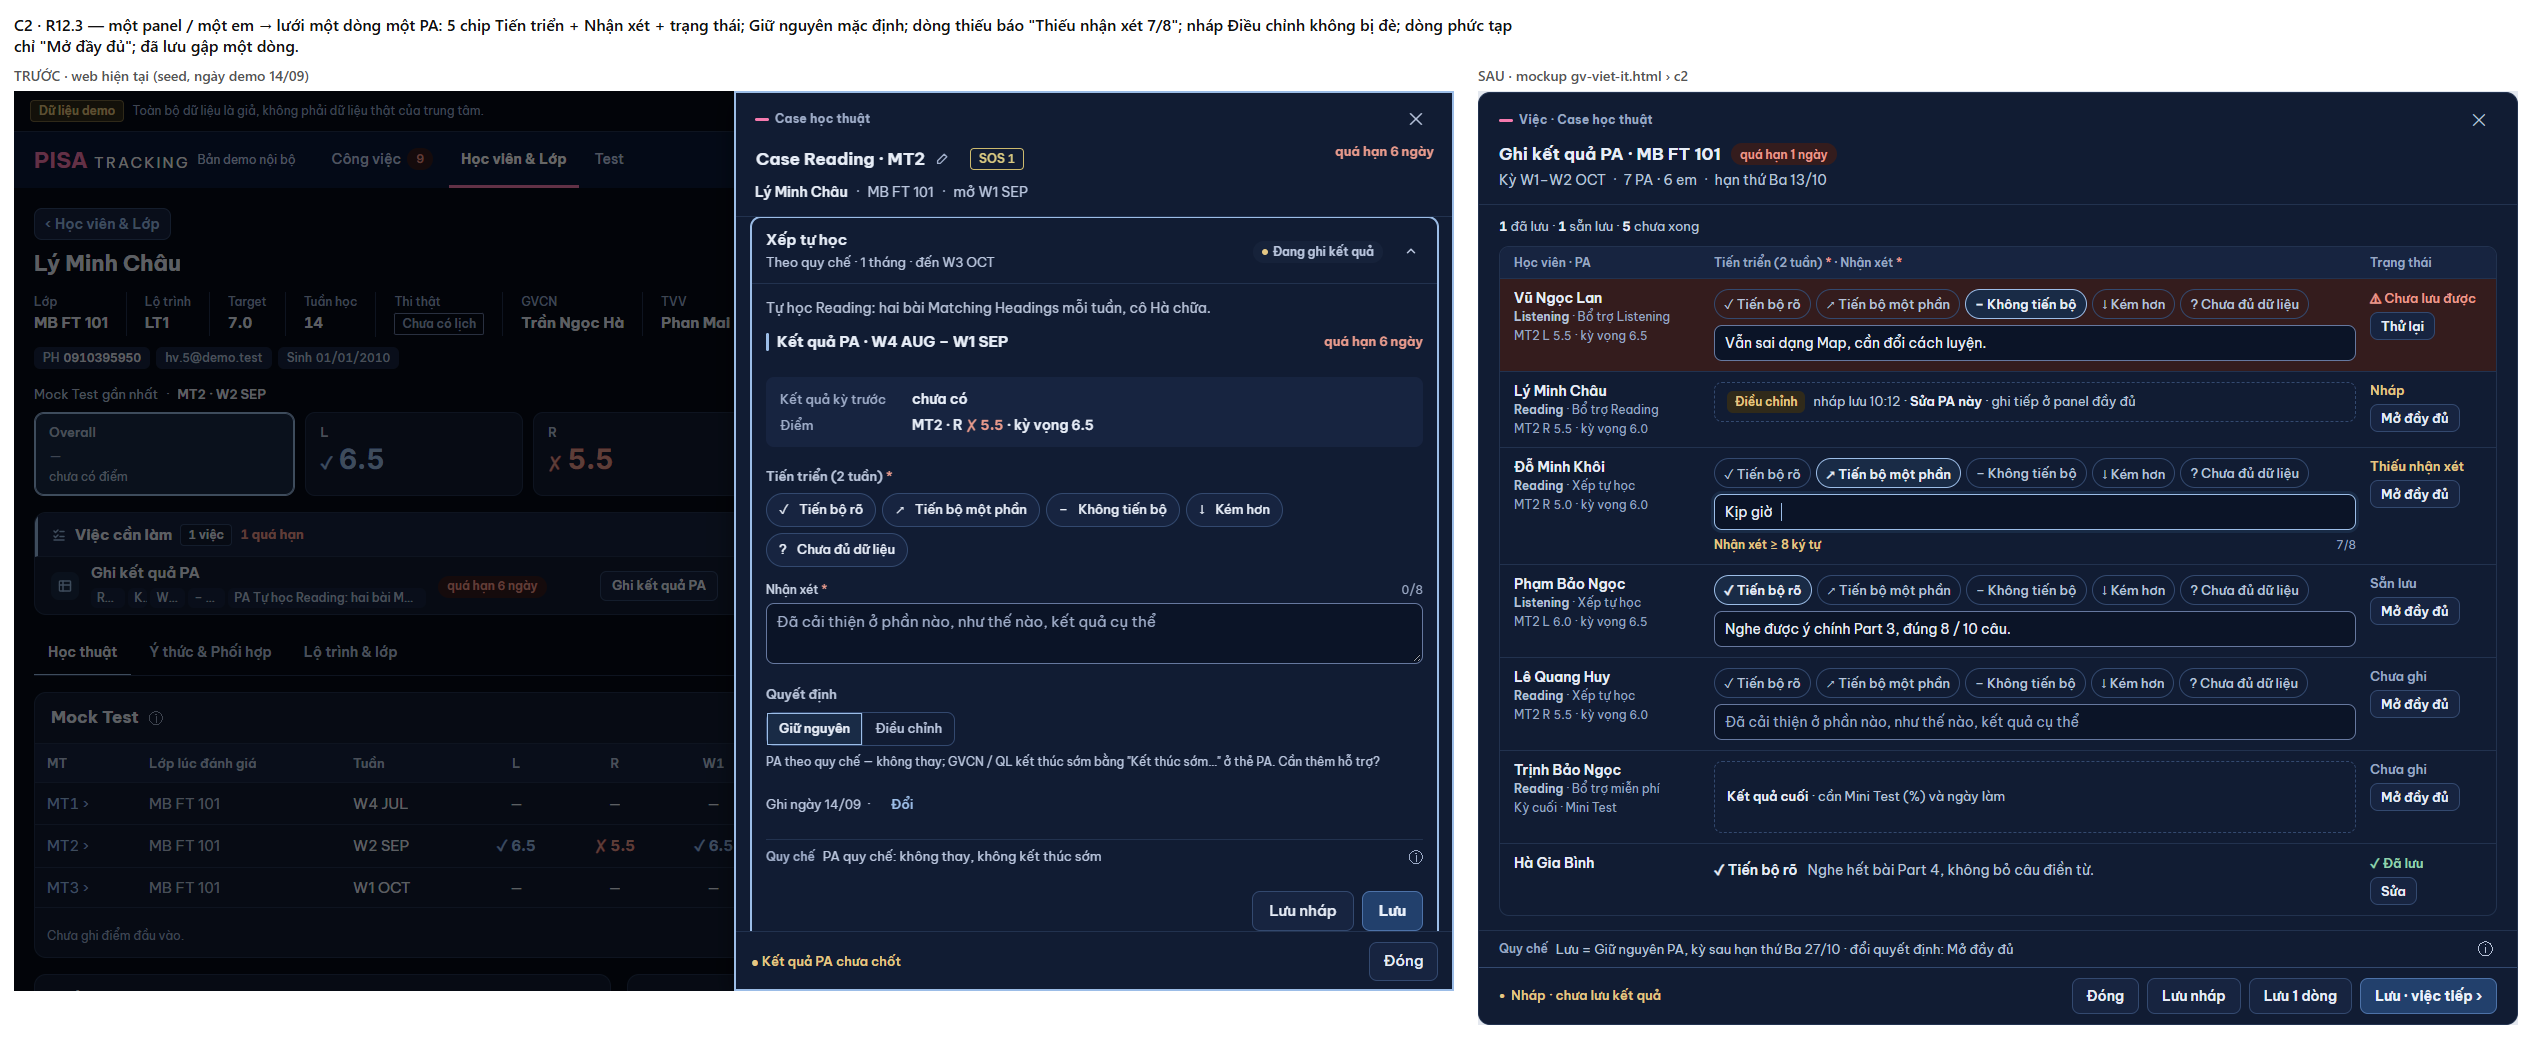 C2 · R12.3 — một panel / một em → lưới một dòng một PA: 5 chip Tiến triển + Nhận xét + trạng thái; Giữ nguyên mặc định; dòng thiếu báo "Thiếu nhận xét 7/8"; nháp Điều chỉnh không bị đè; dòng phức tạp
chỉ "Mở đầy đủ"; đã lưu gập một dòng.
TRƯỚC · web hiện tại (seed, ngày demo 14/09)
Dữ liệu demo Toàn bộ dữ liệu là giả, không phải dữ liệu thật của trung tâm.
PISA TRACKING Bản demo nội bộ Công việc 9 Học viên & Lớp Test
‹ Học viên & Lớp
Lý Minh Châu
Lớp Lộ trình Target Tuần học Thi thật GVCN TVV
MB FT 101 LT1 7.0 14 Chưa có lịch Trần Ngọc Hà Phan Mai
PH 0910395950 hv.5@demo.test Sinh 01/01/2010
Mock Test gần nhất · MT2 · W2 SEP
Overall L R
– ✓ 6.5 ✗ 5.5
chưa có điểm
Việc cần làm 1 việc 1 quá hạn
Ghi kết quả PA
R... K. W... – ... PA Tự học Reading: hai bài M... quá hạn 6 ngày Ghi kết quả PA
Học thuật Ý thức & Phối hợp Lộ trình & lớp
Mock Test ⓘ
MT Lớp lúc đánh giá Tuần L R W1
MT1 › MB FT 101 W4 JUL – – –
MT2 › MB FT 101 W2 SEP ✓ 6.5 ✗ 5.5 ✓ 6.5
MT3 › MB FT 101 W1 OCT – – –
Chưa ghi điểm đầu vào.
Case học thuật
Case Reading · MT2 SOS 1 quá hạn 6 ngày
Lý Minh Châu · MB FT 101 · mở W1 SEP
Xếp tự học
Theo quy chế · 1 tháng · đến W3 OCT
Đang ghi kết quả
Tự học Reading: hai bài Matching Headings mỗi tuần, cô Hà chữa.
Kết quả PA · W4 AUG – W1 SEP quá hạn 6 ngày
Kết quả kỳ trước chưa có
Điểm MT2 · R ✗ 5.5 · kỳ vọng 6.5
Tiến triển (2 tuần) *
✓ Tiến bộ rõ ↗ Tiến bộ một phần – Không tiến bộ ↓ Kém hơn
? Chưa đủ dữ liệu
Nhận xét * 0/8
Đã cải thiện ở phần nào, như thế nào, kết quả cụ thể
Quyết định
Giữ nguyên Điều chỉnh
PA theo quy chế — không thay; GVCN / QL kết thúc sớm bằng "Kết thúc sớm..." ở thẻ PA. Cần thêm hỗ trợ?
Ghi ngày 14/09 · Đổi
Quy chế PA quy chế: không thay, không kết thúc sớm ⓘ
Lưu nháp Lưu
• Kết quả PA chưa chốt Đóng
SAU · mockup gv-viet-it.html › c2
Việc · Case học thuật
Ghi kết quả PA · MB FT 101 quá hạn 1 ngày
Kỳ W1–W2 OCT · 7 PA · 6 em · hạn thứ Ba 13/10
1 đã lưu · 1 sẵn lưu · 5 chưa xong
Học viên · PA Tiến triển (2 tuần) * · Nhận xét * Trạng thái
Vũ Ngọc Lan ✓ Tiến bộ rõ ↗ Tiến bộ một phần – Không tiến bộ ↓ Kém hơn ? Chưa đủ dữ liệu ⚠ Chưa lưu được
Listening · Bổ trợ Listening
MT2 L 5.5 · kỳ vọng 6.5 Vẫn sai dạng Map, cần đổi cách luyện. Thử lại
Lý Minh Châu Nháp
Reading · Bổ trợ Reading Điều chỉnh nháp lưu 10:12 · Sửa PA này · ghi tiếp ở panel đầy đủ
MT2 R 5.5 · kỳ vọng 6.0 Mở đầy đủ
Đỗ Minh Khôi ✓ Tiến bộ rõ ↗ Tiến bộ một phần – Không tiến bộ ↓ Kém hơn ? Chưa đủ dữ liệu Thiếu nhận xét
Reading · Xếp tự học Mở đầy đủ
MT2 R 5.0 · kỳ vọng 6.0 Kịp giờ
Nhận xét ≥ 8 ký tự 7/8
Phạm Bảo Ngọc ✓ Tiến bộ rõ ↗ Tiến bộ một phần – Không tiến bộ ↓ Kém hơn ? Chưa đủ dữ liệu Sẵn lưu
Listening · Xếp tự học Mở đầy đủ
MT2 L 6.0 · kỳ vọng 6.5 Nghe được ý chính Part 3, đúng 8 / 10 câu.
Lê Quang Huy ✓ Tiến bộ rõ ↗ Tiến bộ một phần – Không tiến bộ ↓ Kém hơn ? Chưa đủ dữ liệu Chưa ghi
Reading · Xếp tự học Mở đầy đủ
MT2 R 5.5 · kỳ vọng 6.0 Đã cải thiện ở phần nào, như thế nào, kết quả cụ thể
Trịnh Bảo Ngọc Chưa ghi
Reading · Bổ trợ miễn phí Kết quả cuối · cần Mini Test (%) và ngày làm Mở đầy đủ
Kỳ cuối · Mini Test
Hà Gia Bình ✓ Tiến bộ rõ Nghe hết bài Part 4, không bỏ câu điền từ. ✓ Đã lưu
Sửa
Quy chế Lưu = Giữ nguyên PA, kỳ sau hạn thứ Ba 27/10 · đổi quyết định: Mở đầy đủ ⓘ
• Nháp · chưa lưu kết quả Đóng Lưu nháp Lưu 1 dòng Lưu · việc tiếp ›